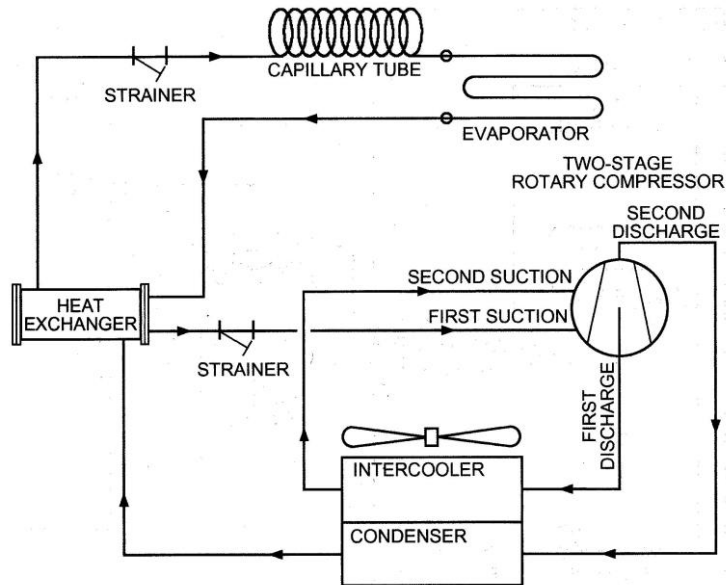 CAPILLARY TUBE
STRAINER
EVAPORATOR
TWO-STAGE
ROTARY COMPRESSOR
SECOND
DISCHARGE
SECOND SUCTION
HEAT
EXCHANGER
FIRST SUCTION
STRAINER
FIRST
DISCHARGE
INTERCOOLER
CONDENSER